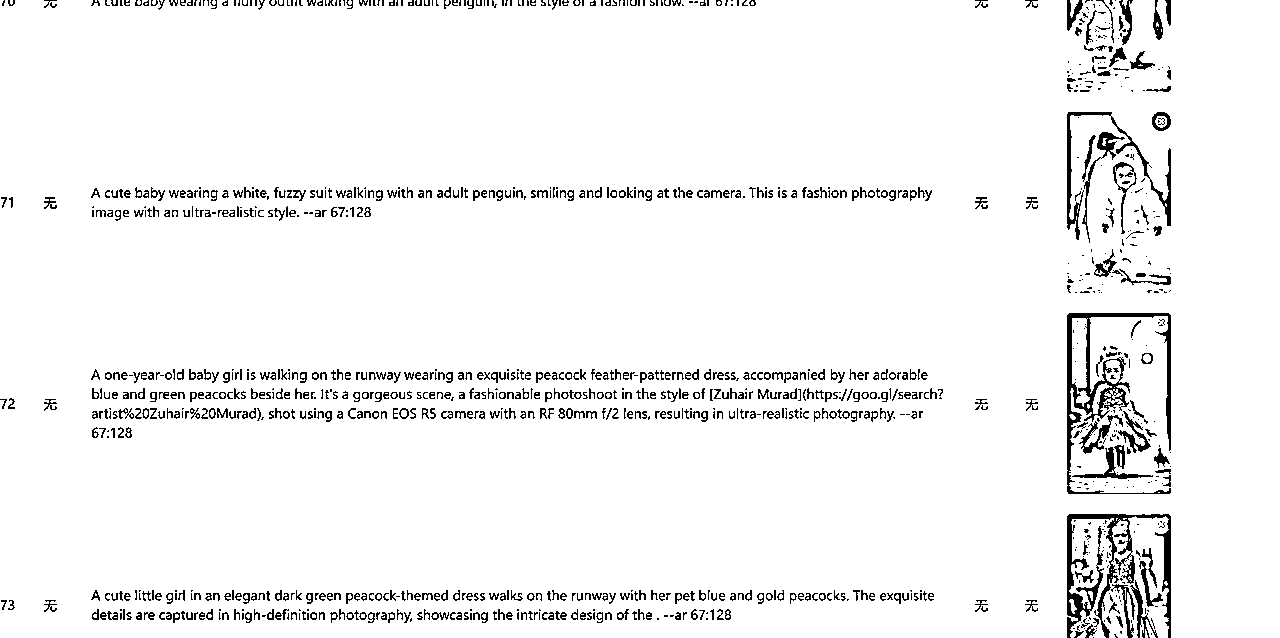 70 无 A cute baby wearing a fluffy outfit walking with an adult penguin, in the style of a fashion show. --ar 67:128 无 无
A cute baby wearing a white, fuzzy suit walking with an adult penguin, smiling and looking at the camera. This is a fashion photography
71 无 无 无
image with an ultra-realistic style. --ar 67:128
A one-year-old baby girl is walking on the runway wearing an exquisite peacock feather-patterned dress, accompanied by her adorable
blue and green peacocks beside her. It's a gorgeous scene, a fashionable photoshoot in the style of [Zuhair Murad](https://goo.gl/search?
72 无 无 无
artist%20Zuhair%20Murad), shot using a Canon EOS R5 camera with an RF 80mm f/2 lens, resulting in ultra-realistic photography. --ar
67:128
A cute little girl in an elegant dark green peacock-themed dress walks on the runway with her pet blue and gold peacocks. The exquisite
73 无 无 无
details are captured in high-definition photography, showcasing the intricate design of the . --ar 67:128